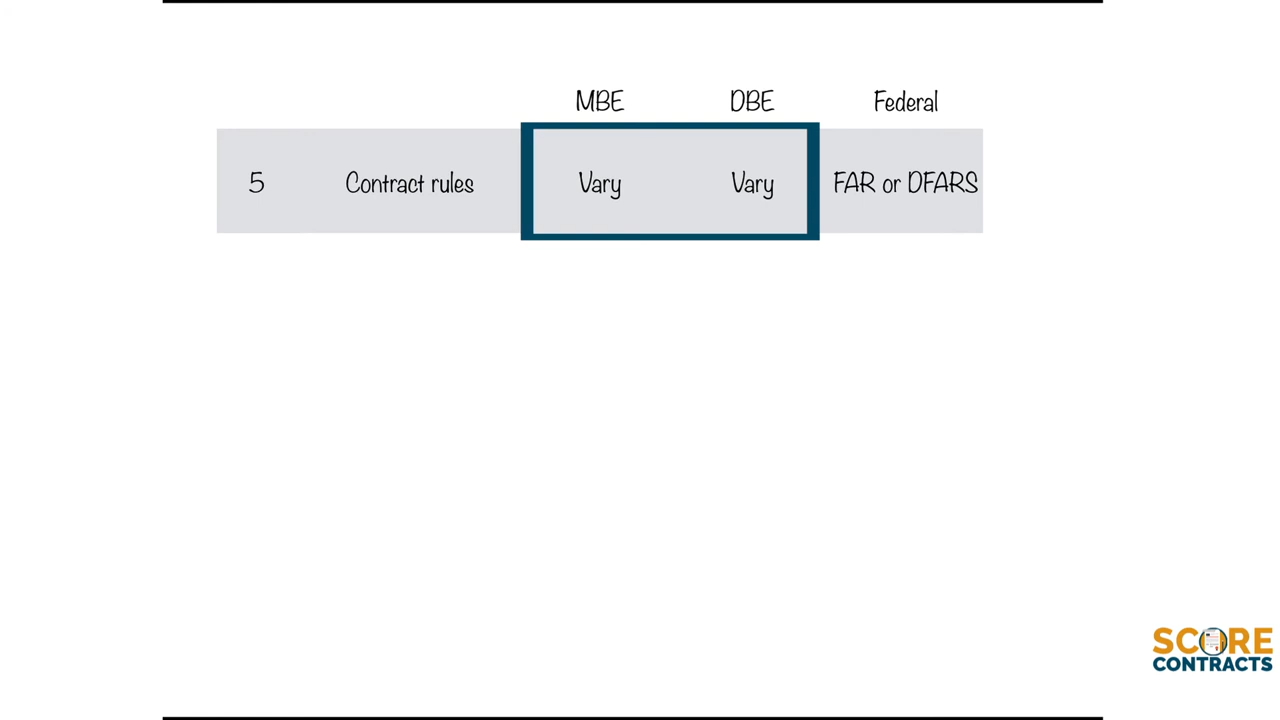 MBE DBE Federal
5 Contract rules Vary Vary FAR or DFARS
SCORE
CONTRACTS